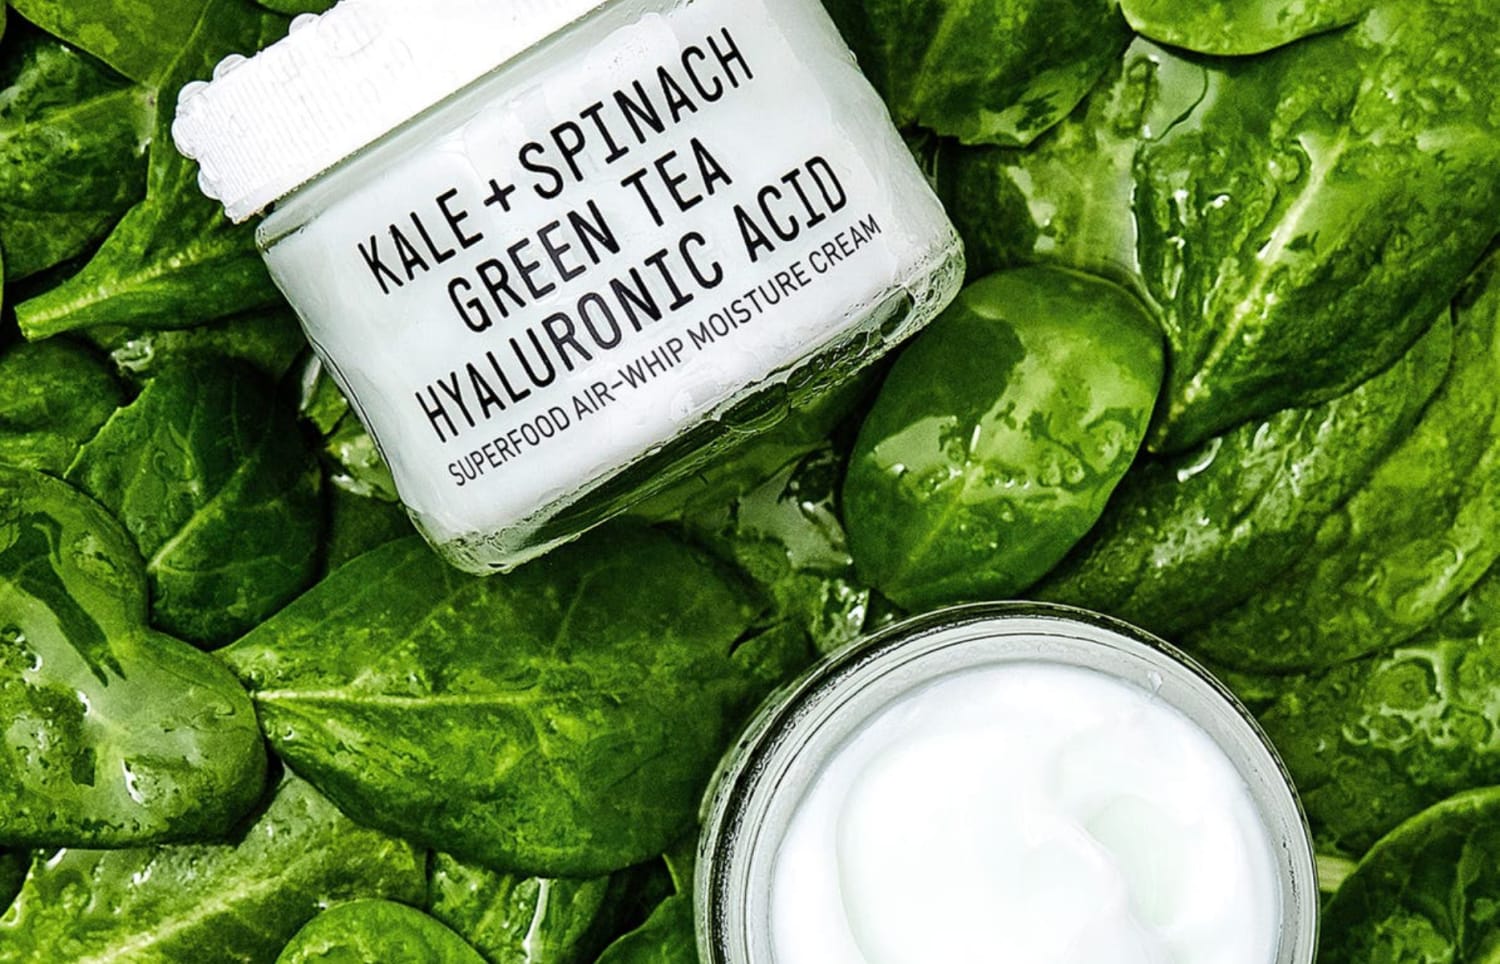 KALE + SPINACH
GREEN TEA
HYALURONIC ACID
SUPERFOOD AIR-WHIP MOISTURE CREAM